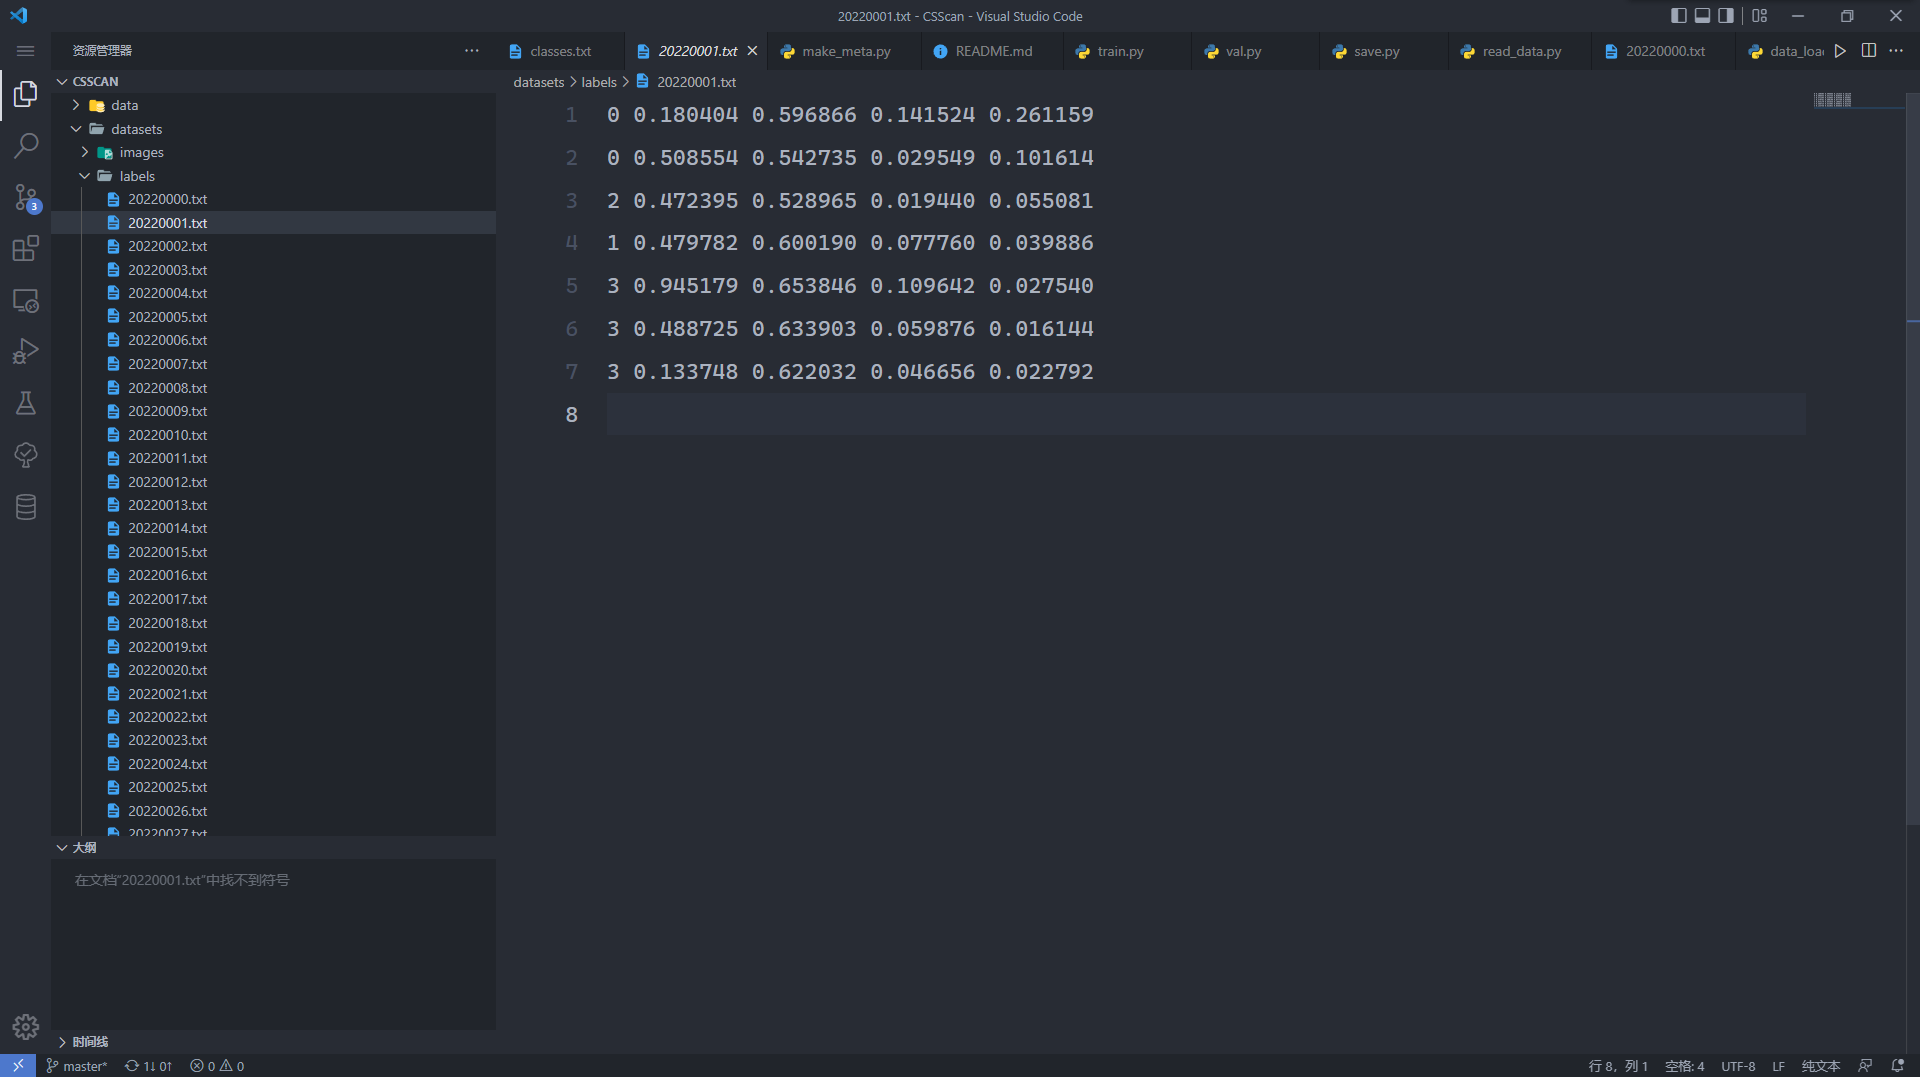 20220001.txt - CSScan - Visual Studio Code
资源管理器
classes.txt
20220001.txt
make_meta.py
README.md
train.py
val.py
save.py
read_data.py
20220000.txt
data_loa
CSSCAN
datasets
labels
20220001.txt
data
datasets
images
labels
20220000.txt
20220001.txt
20220002.txt
20220003.txt
20220004.txt
20220005.txt
20220006.txt
20220007.txt
20220008.txt
20220009.txt
20220010.txt
20220011.txt
20220012.txt
20220013.txt
20220014.txt
20220015.txt
20220016.txt
20220017.txt
20220018.txt
20220019.txt
20220020.txt
20220021.txt
20220022.txt
20220023.txt
20220024.txt
20220025.txt
20220026.txt
20220027.txt
1 0 0.180404 0.596866 0.141524 0.261159
2 0 0.508554 0.542735 0.029549 0.101614
3 2 0.472395 0.528965 0.019440 0.055081
4 1 0.479782 0.600190 0.077760 0.039886
5 3 0.945179 0.653846 0.109642 0.027540
6 3 0.488725 0.633903 0.059876 0.016144
7 3 0.133748 0.622032 0.046656 0.022792
8
3
大纲
在文档"20220001.txt"中找不到符号
时间线
master* 1↓ 0↑ 0 0
行 8，列 1 空格: 4 UTF-8 LF 纯文本